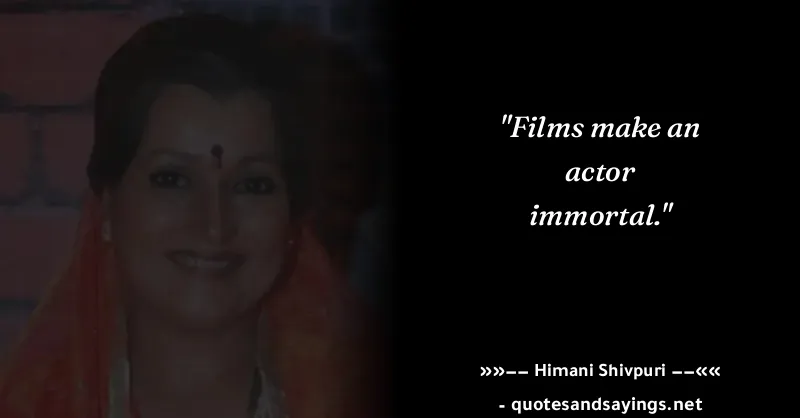 "Films make an
actor
immortal."
»»−− Himani Shivpuri −−««
- quotesandsayings.net